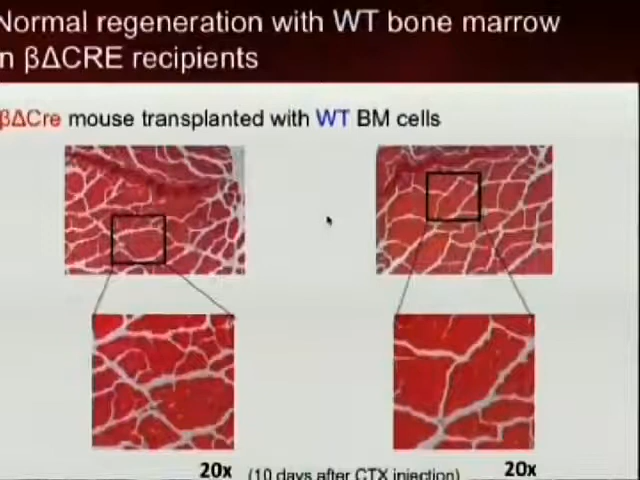 Normal regeneration with WT bone marrow
n βΔCRE recipients
βΔCre mouse transplanted with WT BM cells
20x (10 days after CTX injection) 20x